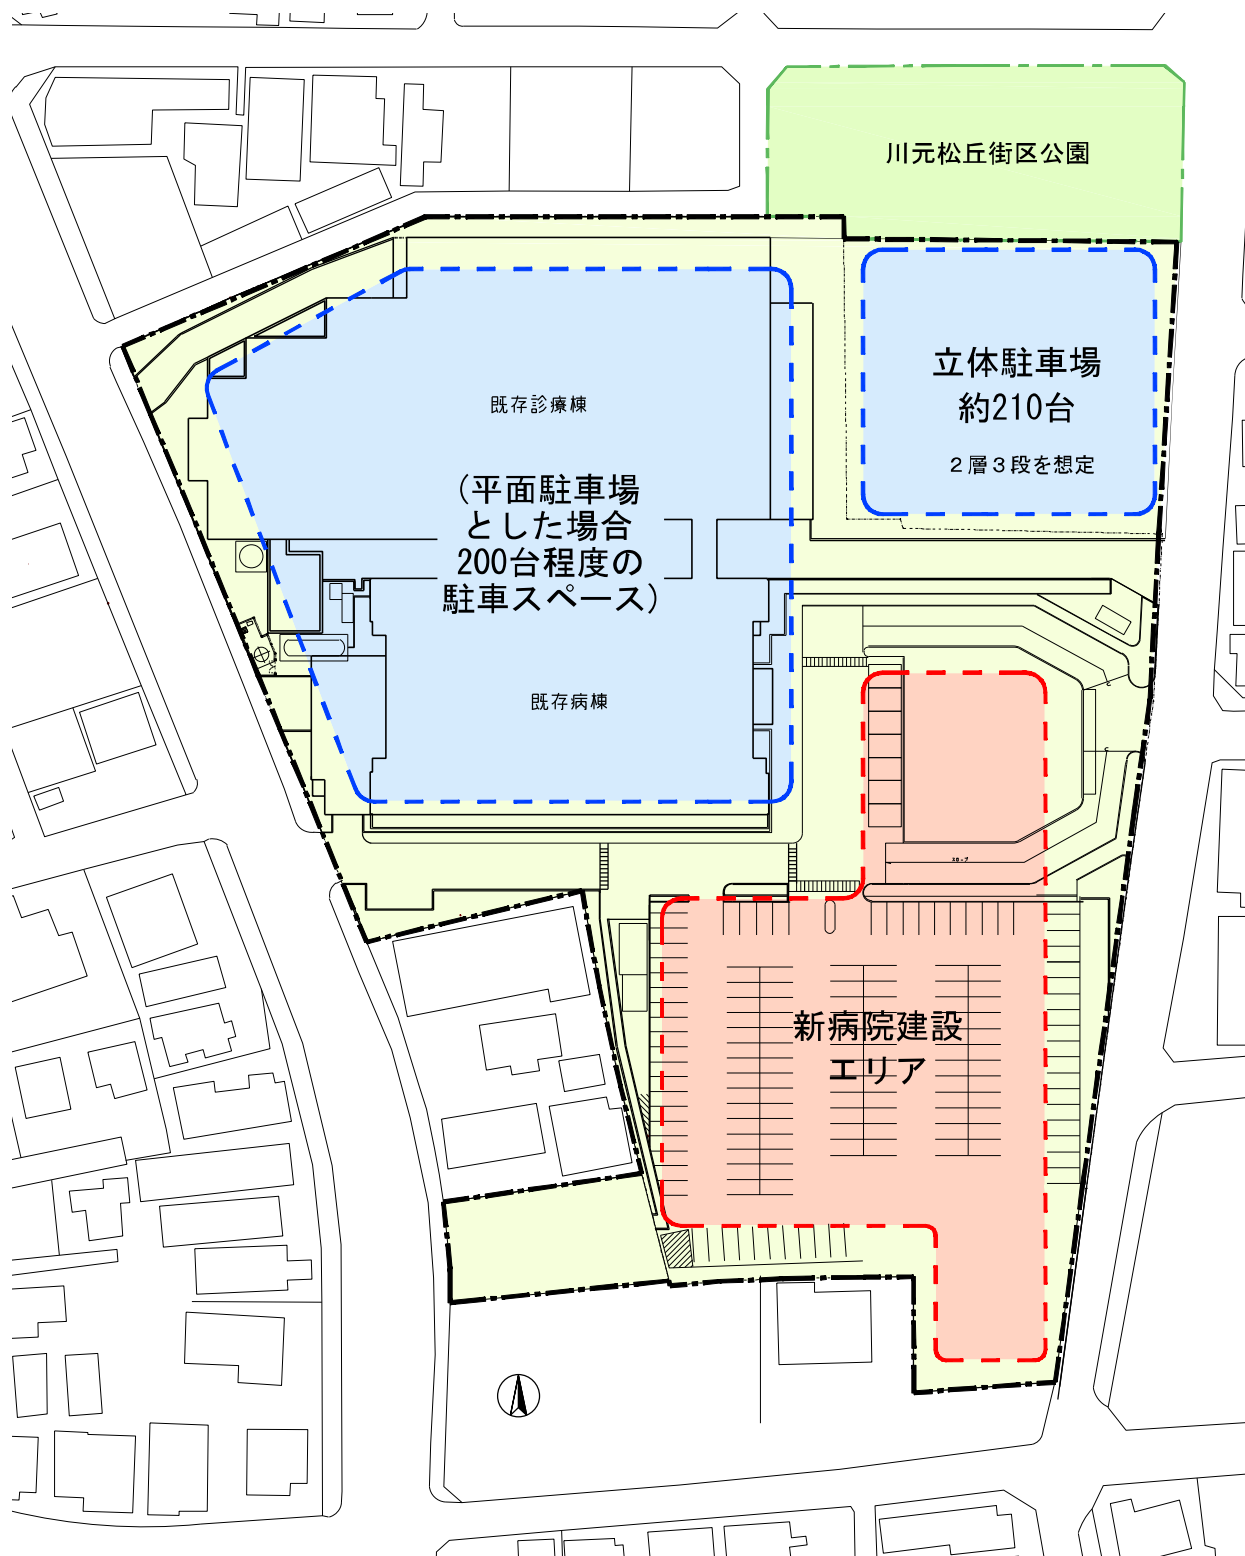 川元松丘街区公園
立体駐車場
約210台
２層３段を想定
既存診療棟
(平面駐車場
とした場合
200台程度の
駐車スペース)
既存病棟
新病院建設
エリア